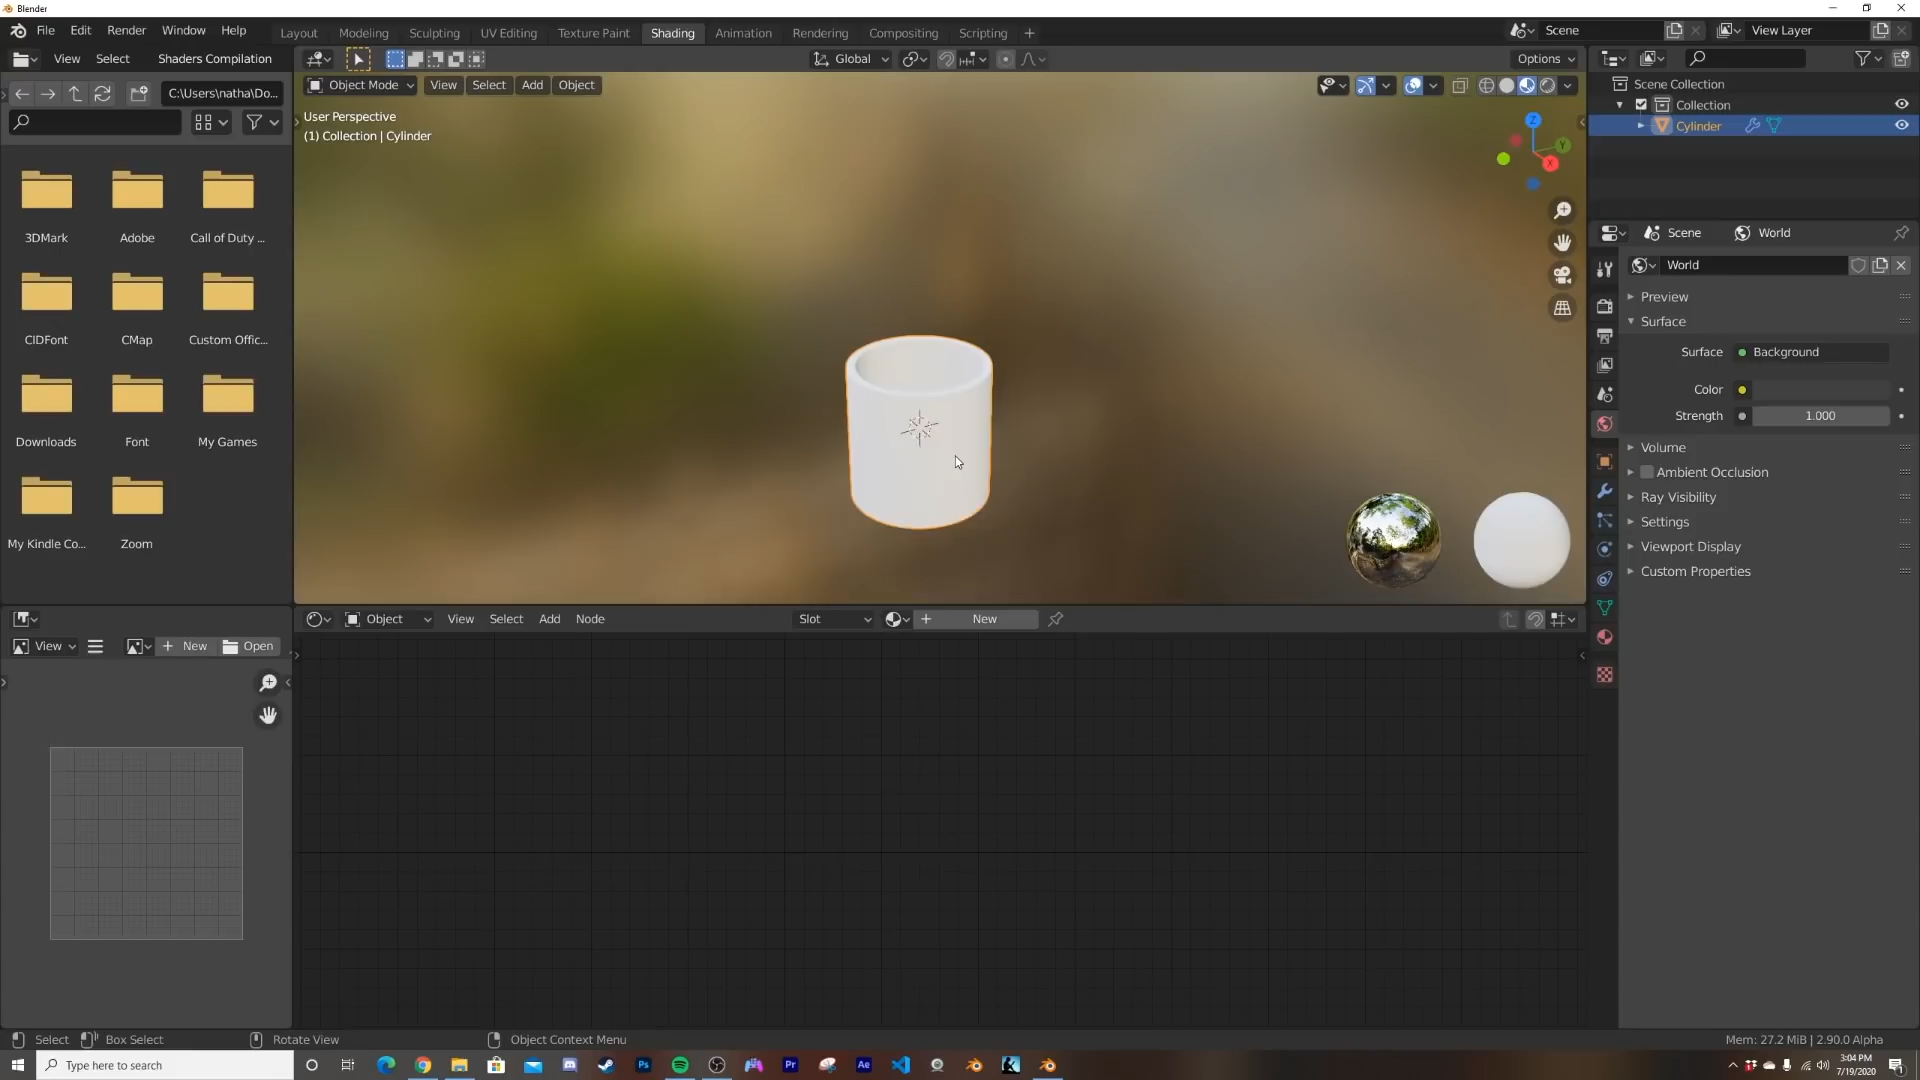 Blender
File Edit Render Window Help
Layout Modeling Sculpting UV Editing Texture Paint Shading Animation Rendering Compositing Scripting +
Scene
View Layer
View Select Shaders Compilation
Global
Options
C:\Users\natha\Do...
Object Mode View Select Add Object
User Perspective
(1) Collection | Cylinder
Z
Y
X
3DMark Adobe Call of Duty ...
CIDFont CMap Custom Offic...
Downloads Font My Games
My Kindle Co... Zoom
Scene Collection
Collection
Cylinder
Scene World
World
Preview
Surface
Surface Background
Color
Strength 1.000
Volume
Ambient Occlusion
Ray Visibility
Settings
Viewport Display
Custom Properties
Object View Select Add Node Slot + New
View + New Open
Select Box Select Rotate View Object Context Menu
Mem: 27.2 MiB | 2.90.0 Alpha
Type here to search
Ps Pr Ae
3:04 PM
7/19/2020